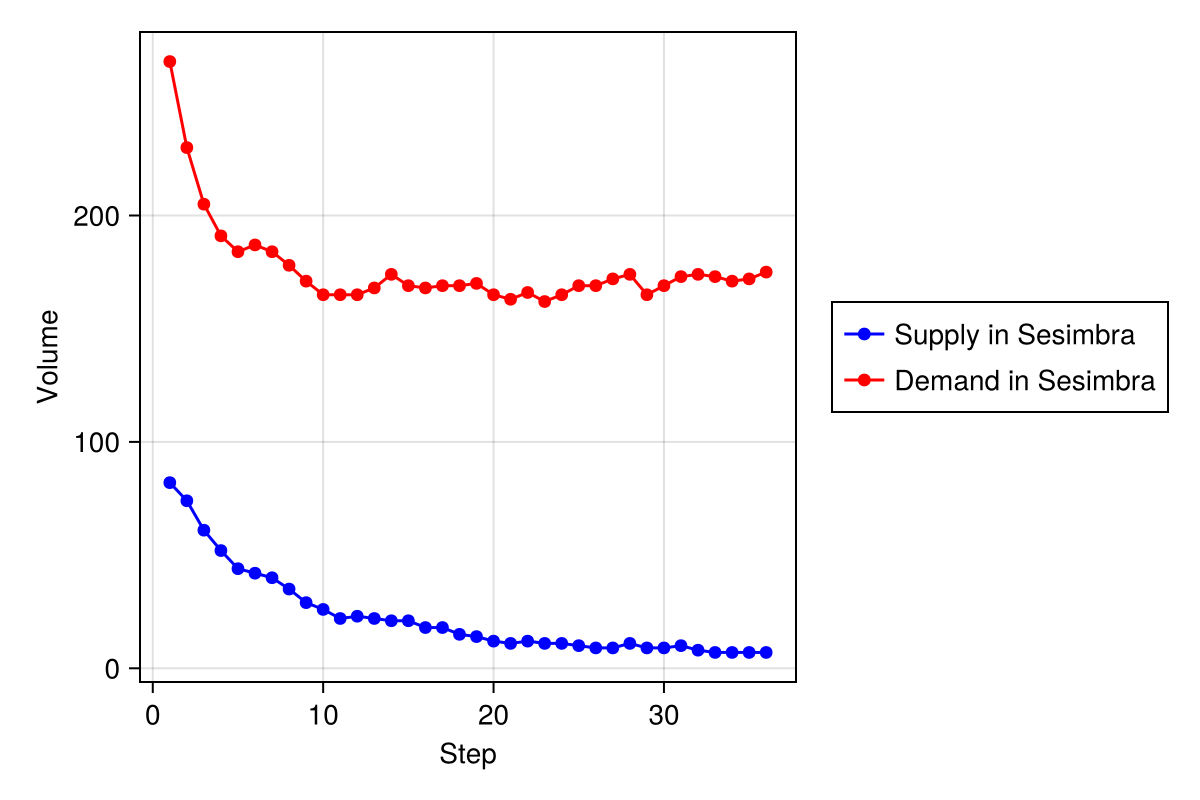 200
100
0
Volume
0 10 20 30
Step
Supply in Sesimbra
Demand in Sesimbra